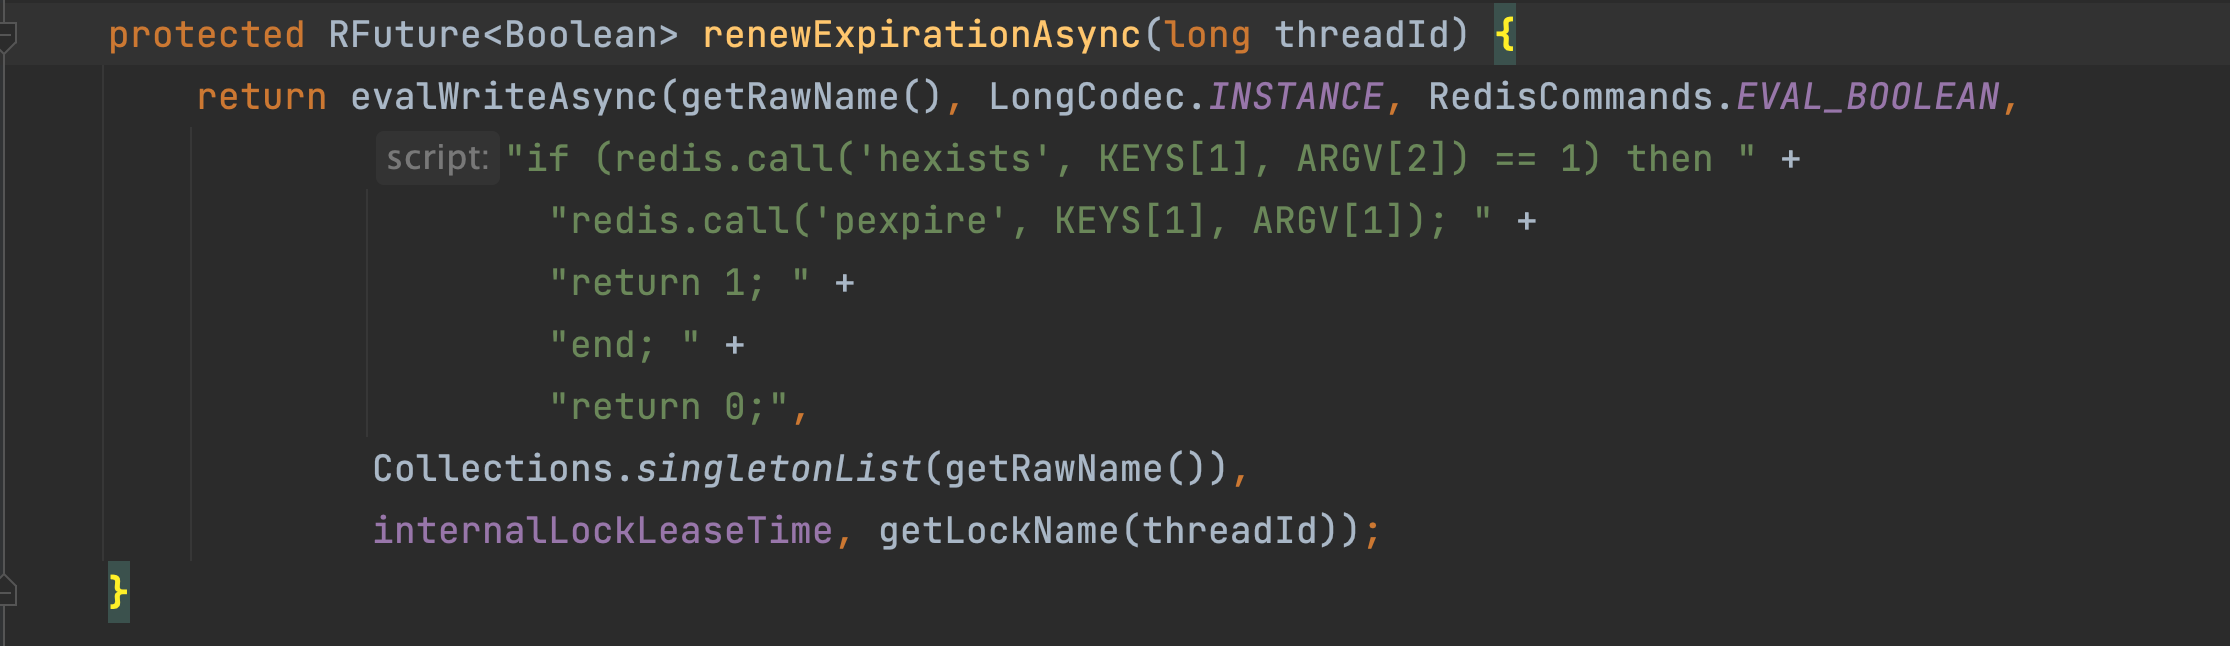 protected RFuture<Boolean> renewExpirationAsync(long threadId) {
return evalWriteAsync(getRawName(), LongCodec.INSTANCE, RedisCommands.EVAL_BOOLEAN,
script: "if (redis.call('hexists', KEYS[1], ARGV[2]) == 1) then " +
"redis.call('pexpire', KEYS[1], ARGV[1]); " +
"return 1; " +
"end; " +
"return 0;",
Collections.singletonList(getRawName()),
internalLockLeaseTime, getLockName(threadId));
}